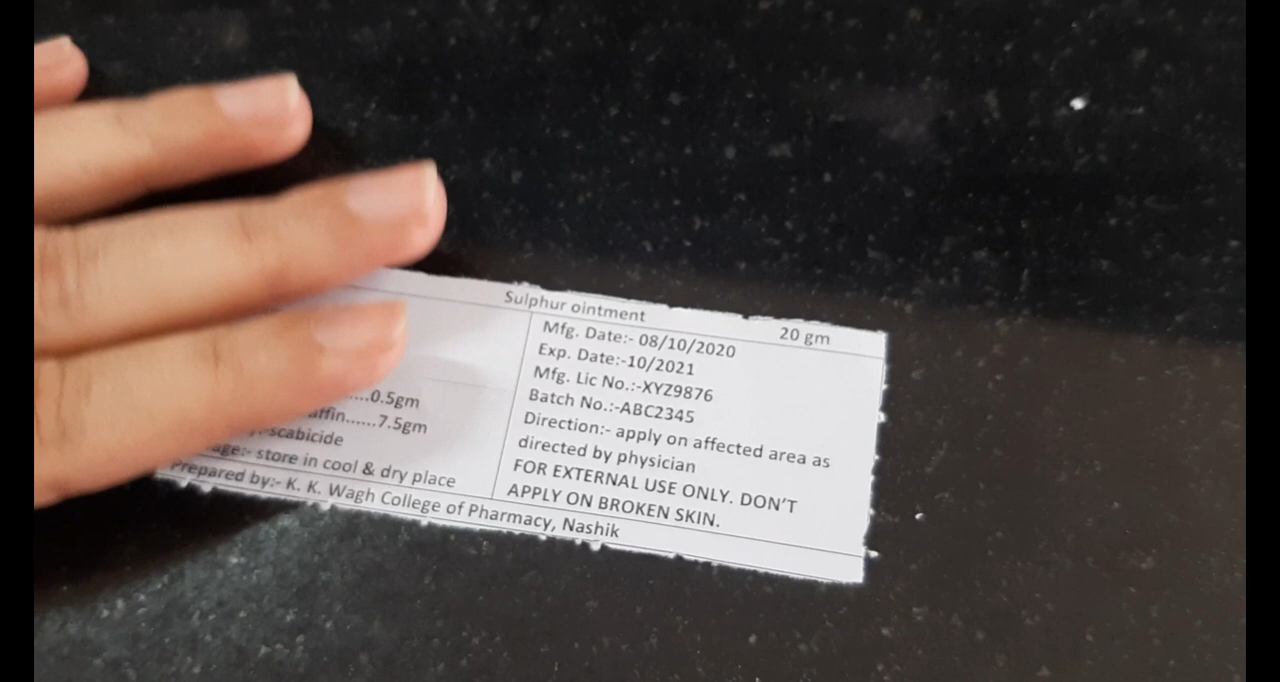 Sulphur ointment 20 gm
....0.5gm
affin......7.5gm
:-scabicide
age:- store in cool & dry place
Mfg. Date:- 08/10/2020
Exp. Date:-10/2021
Mfg. Lic No.:-XYZ9876
Batch No.:-ABC2345
Direction:- apply on affected area as
directed by physician
FOR EXTERNAL USE ONLY. DON'T
APPLY ON BROKEN SKIN.
Prepared by:- K. K. Wagh College of Pharmacy, Nashik